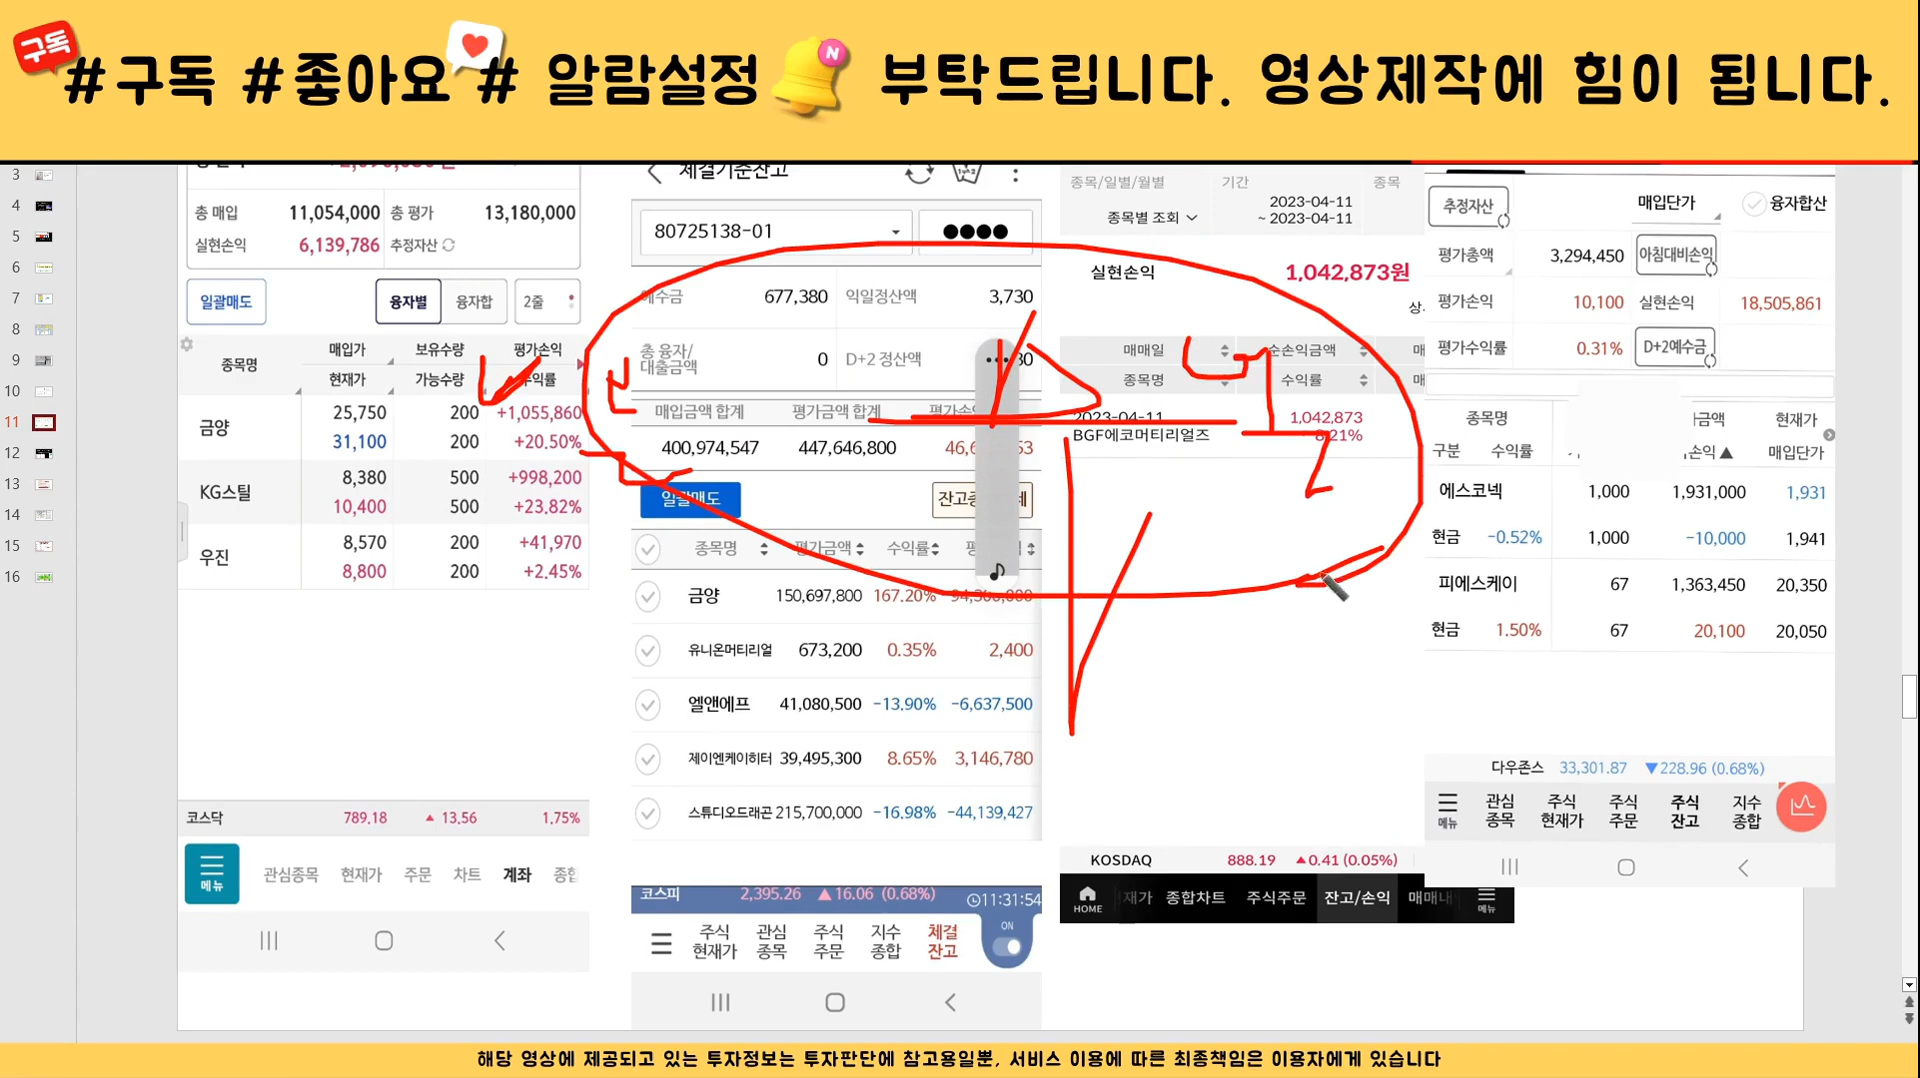 구독
#구독 #좋아요 # 알람설정 부탁드립니다. 영상제작에 힘이 됩니다.
N
3
4
5
6
7
8
9
10
11
12
13
14
15
16
총 매입 11,054,000 총 평가 13,180,000
실현손익 6,139,786 추정자산
일괄매도 융자별 융자합 2줄
종목명 매입가 보유수량 평가손익
현재가 가능수량
금양 25,750 200 +1,055,860
31,100 200 +20.50%
KG스틸 8,380 500 +998,200
10,400 500 +23.82%
우진 8,570 200 +41,970
8,800 200 +2.45%
코스닥 789.18 ▲ 13.56 1.75%
메뉴 관심종목 현재가 주문 차트 계좌 종합
체결기준잔고
80725138-01 ●●●●
예수금 677,380 익일정산액 3,730
총 융자/
대출금액 0 D+2 정산액
매입금액 합계 평가금액 합계
400,974,547 447,646,800
일괄매도
종목명 평가금액 수익률
금양 150,697,800 167.20%
유니온머티리얼 673,200 0.35% 2,400
엘앤에프 41,080,500 -13.90% -6,637,500
제이엔케이히터 39,495,300 8.65% 3,146,780
스튜디오드래곤 215,700,000 -16.98% -44,139,427
코스피 2,395.26 ▲ 16.06 (0.68%) 11:31:54
주식 현재가 관심 종목 주식 주문 지수 종합 체결 잔고 ON
종목/일별/월별 기간 종목
종목별 조회 2023-04-11
~ 2023-04-11
실현손익 1,042,873원
매매일 순손익금액
종목명 수익률
2023-04-11 1,042,873
BGF에코머티리얼즈 8.21%
KOSDAQ 888.19 ▲0.41 (0.05%)
HOME 종합차트 주식주문 잔고/손익 메뉴
추정자산 매입단가 융자합산
평가총액 3,294,450 아침대비손익
평가손익 10,100 실현손익 18,505,861
평가수익률 0.31% D+2예수금
종목명 현재가
구분 수익률 매입단가
에스코넥 1,000 1,931,000 1,931
현금 -0.52% 1,000 -10,000 1,941
피에스케이 67 1,363,450 20,350
현금 1.50% 67 20,100 20,050
다우존스 33,301.87 ▼228.96 (0.68%)
메뉴 관심 종목 주식 현재가 주식 주문 주식 잔고 지수 종합
해당 영상에 제공되고 있는 투자정보는 투자판단에 참고용일뿐, 서비스 이용에 따른 최종책임은 이용자에게 있습니다